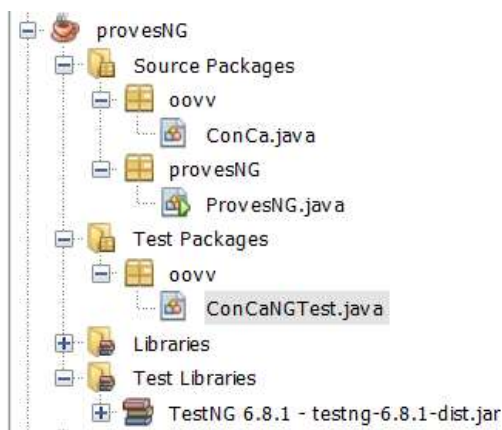 provesNG
Source Packages
oovv
ConCa.java
provesNG
ProvesNG.java
Test Packages
oovv
ConCaNGTest.java
Libraries
Test Libraries
TestNG 6.8.1 - testng-6.8.1-dist.jar